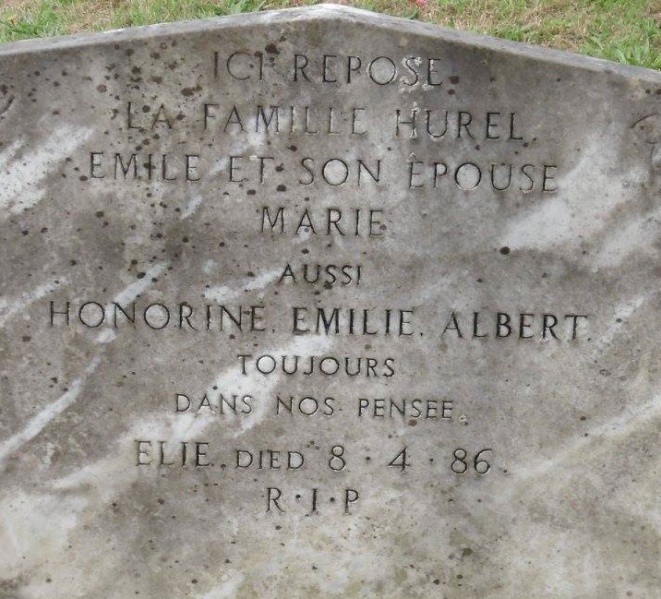 ICI REPOSE
LA FAMILLE HUREL
EMILE ET SON ÉPOUSE
MARIE
AUSSI
HONORINE. EMILIE. ALBERT
TOUJOURS
DANS NOS PENSEE.
ELIE. DIED 8 · 4 · 86
R · I · P